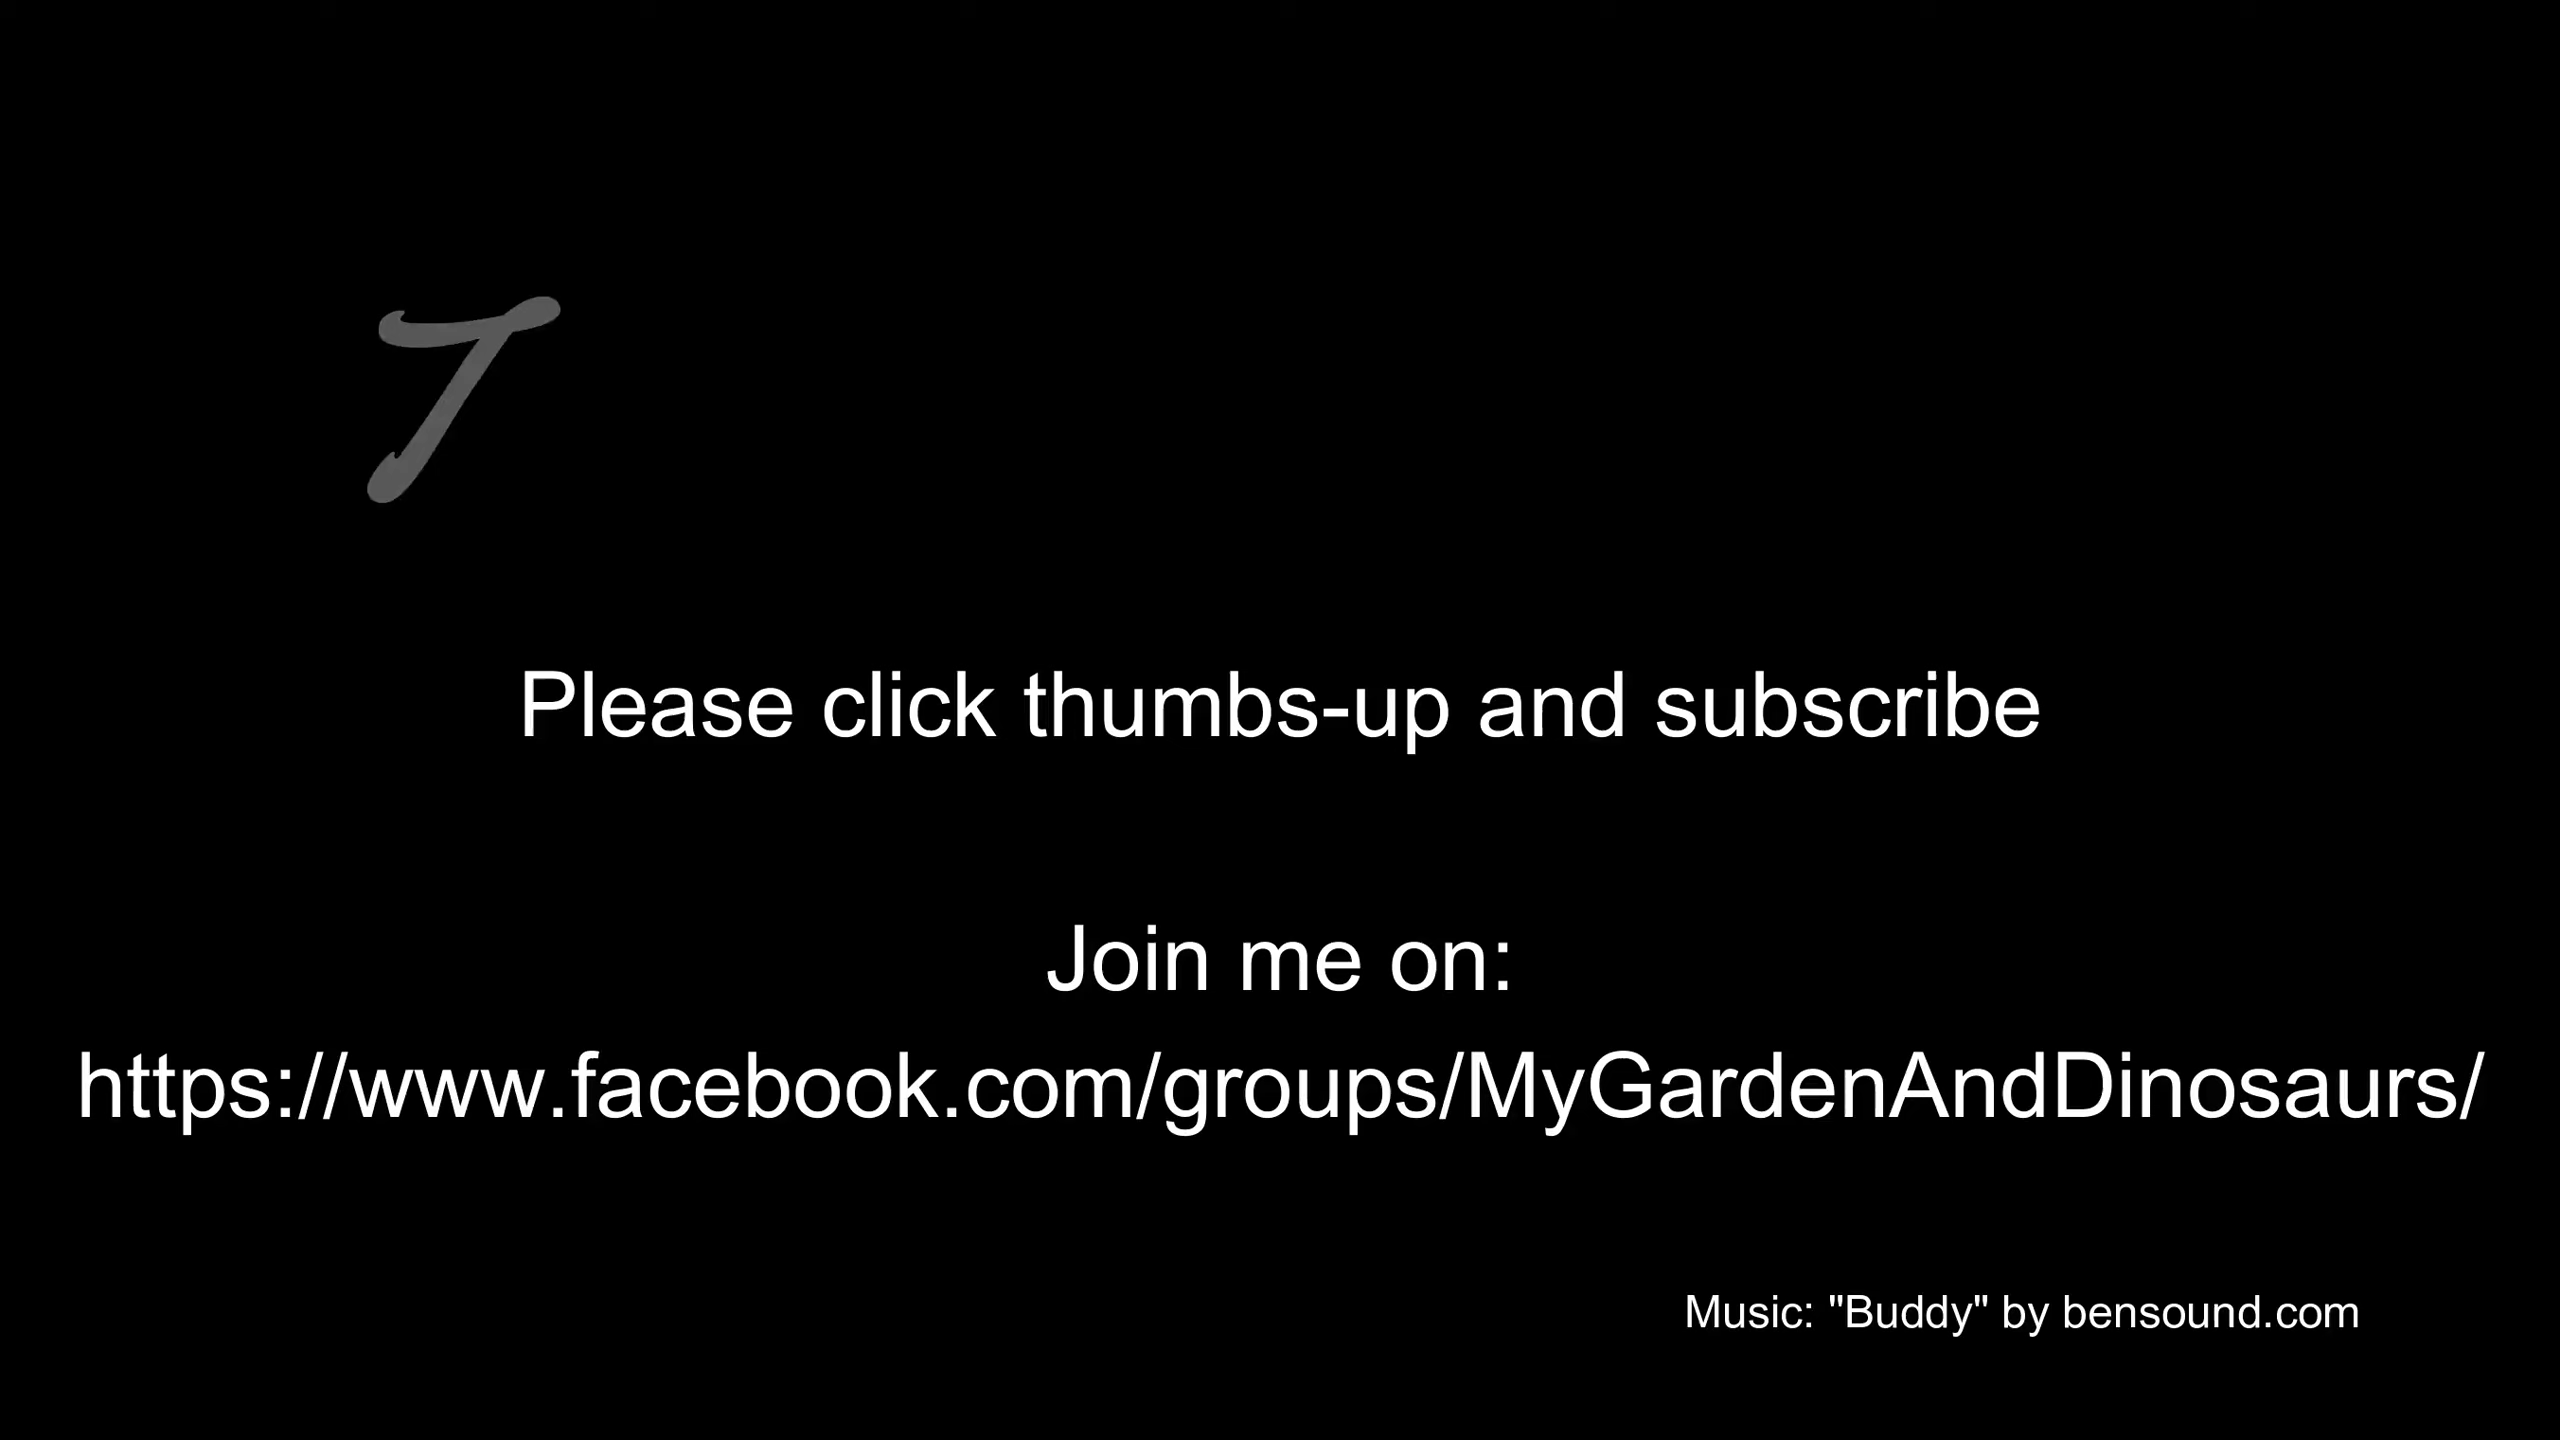 T
Please click thumbs-up and subscribe
Join me on:
https://www.facebook.com/groups/MyGardenAndDinosaurs/
Music: "Buddy" by bensound.com